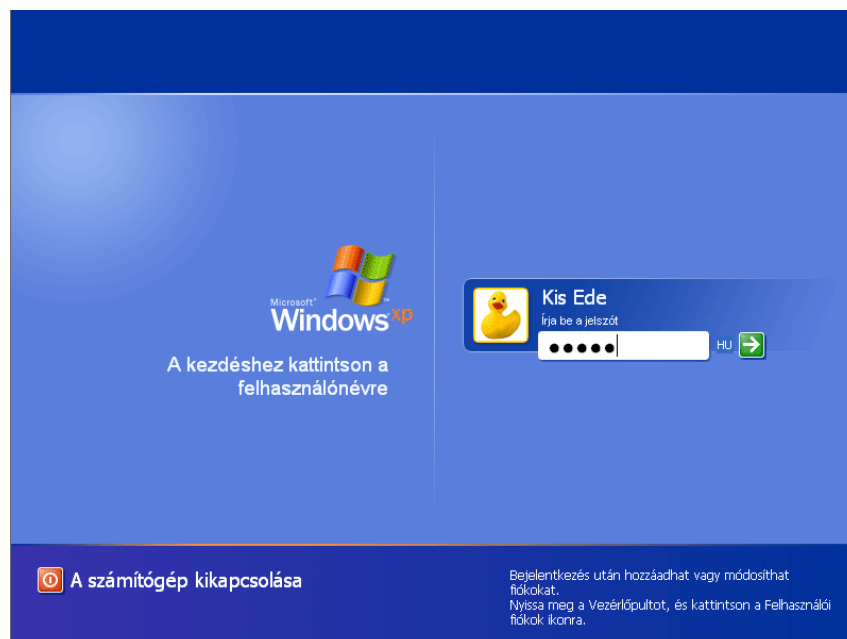 Microsoft
Windows xp
A kezdéshez kattintson a
felhasználónévre
Kis Ede
Írja be a jelszót
HU
A számítógép kikapcsolása
Bejelentkezés után hozzáadhat vagy módosíthat
fiókokat.
Nyissa meg a Vezérlőpultot, és kattintson a Felhasználói
fiókok ikonra.